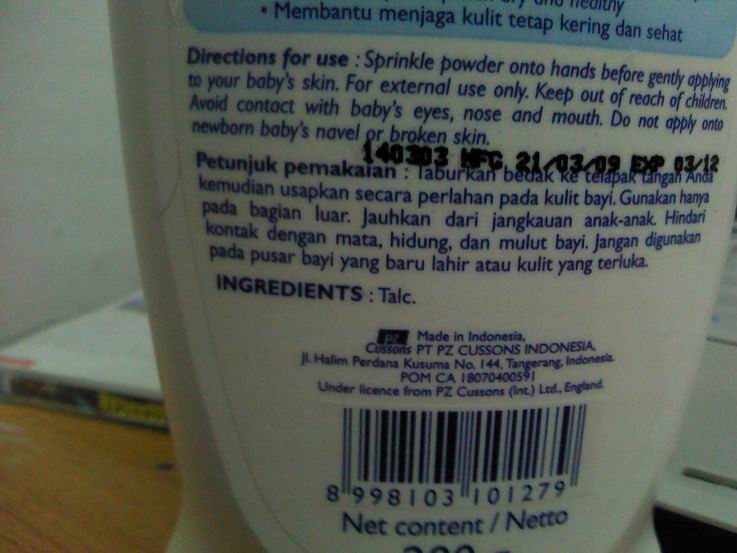 • Membantu menjaga kulit tetap kering dan sehat
Directions for use : Sprinkle powder onto hands before gently applying
to your baby's skin. For external use only. Keep out of reach of children.
Avoid contact with baby's eyes, nose and mouth. Do not apply onto
newborn baby's navel or broken skin.
140303 MFG 21/03/09 EXP 03/12
Petunjuk pemakaian : Taburkan bedak ke telapak tangan Anda
kemudian usapkan secara perlahan pada kulit bayi. Gunakan hanya
pada bagian luar. Jauhkan dari jangkauan anak-anak. Hindari
kontak dengan mata, hidung, dan mulut bayi. Jangan digunakan
pada pusar bayi yang baru lahir atau kulit yang terluka.
INGREDIENTS : Talc.
PZ Cussons
Made in Indonesia,
PT PZ CUSSONS INDONESIA,
Jl. Halim Perdana Kusuma No. 144, Tangerang, Indonesia.
POM CA 18070400591
Under licence from PZ Cussons (Int.) Ltd., England.
8 998103 101279
Net content / Netto